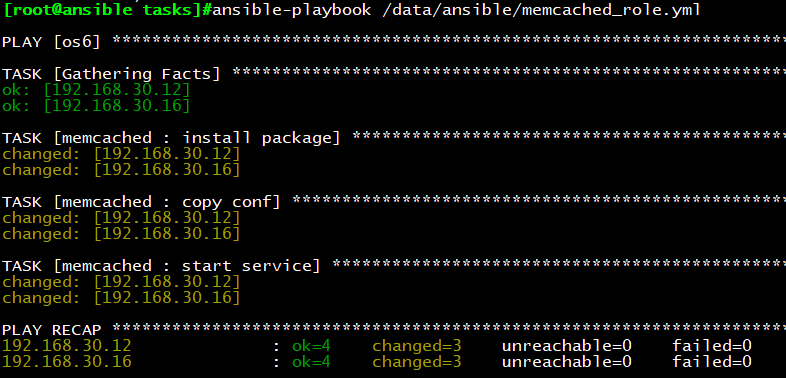 [root@ansible tasks]#ansible-playbook /data/ansible/memcached_role.yml
PLAY [os6] *********************************************************************
TASK [Gathering Facts] *********************************************************
ok: [192.168.30.12]
ok: [192.168.30.16]
TASK [memcached : install package] *********************************************
changed: [192.168.30.12]
changed: [192.168.30.16]
TASK [memcached : copy conf] ***************************************************
changed: [192.168.30.12]
changed: [192.168.30.16]
TASK [memcached : start service] ***********************************************
changed: [192.168.30.12]
changed: [192.168.30.16]
PLAY RECAP *********************************************************************
192.168.30.12 : ok=4 changed=3 unreachable=0 failed=0
192.168.30.16 : ok=4 changed=3 unreachable=0 failed=0